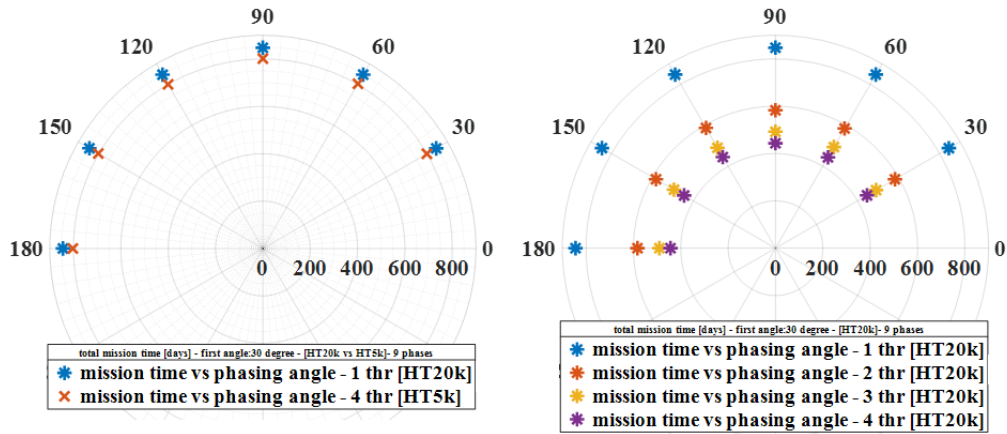 90
120
60
150
30
180
0
0 200 400 600 800
total mission time [days] - first angle:30 degree - [HT20k vs HT5k]- 9 phases
mission time vs phasing angle - 1 thr [HT20k]
mission time vs phasing angle - 4 thr [HT5k]
90
120
60
150
30
180
0
0 200 400 600 800
total mission time [days] - first angle:30 degree - [HT20k]- 9 phases
mission time vs phasing angle - 1 thr [HT20k]
mission time vs phasing angle - 2 thr [HT20k]
mission time vs phasing angle - 3 thr [HT20k]
mission time vs phasing angle - 4 thr [HT20k]